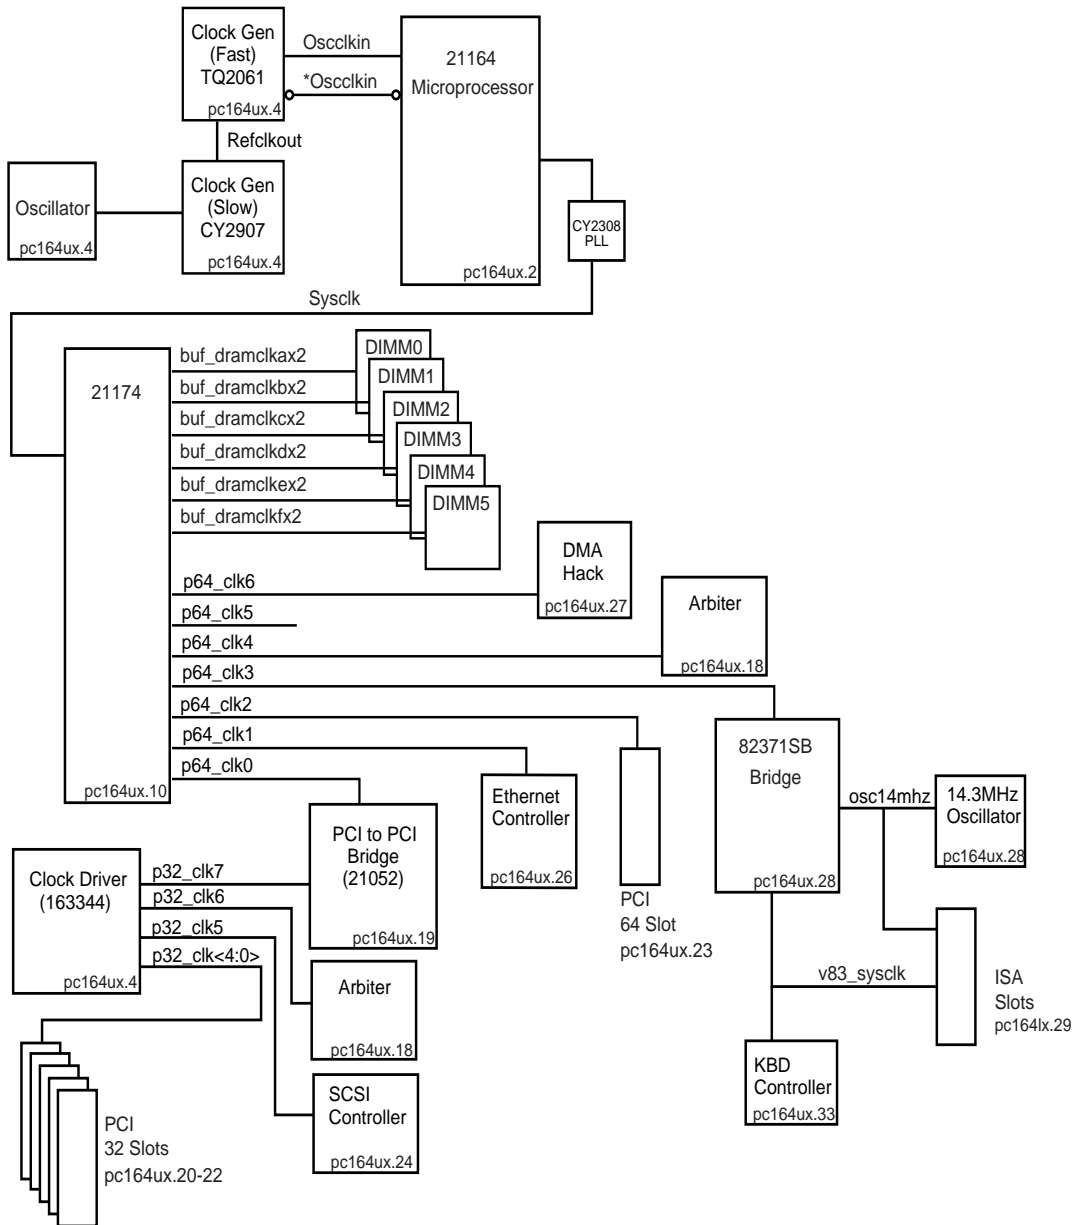 Clock Gen
(Fast)
TQ2061
pc164ux.4
Oscclkin
*Oscclkin
21164
Microprocessor
pc164ux.2
Refclkout
Oscillator
pc164ux.4
Clock Gen
(Slow)
CY2907
pc164ux.4
CY2308
PLL
Sysclk
21174
pc164ux.10
buf_dramclkax2
buf_dramclkbx2
buf_dramclkcx2
buf_dramclkdx2
buf_dramclkex2
buf_dramclkfx2
DIMM0
DIMM1
DIMM2
DIMM3
DIMM4
DIMM5
p64_clk6
p64_clk5
p64_clk4
p64_clk3
p64_clk2
p64_clk1
p64_clk0
DMA
Hack
pc164ux.27
Arbiter
pc164ux.18
82371SB
Bridge
pc164ux.28
osc14mhz
14.3MHz
Oscillator
pc164ux.28
Ethernet
Controller
pc164ux.26
PCI
64 Slot
pc164ux.23
PCI to PCI
Bridge
(21052)
pc164ux.19
Clock Driver
(163344)
pc164ux.4
p32_clk7
p32_clk6
p32_clk5
p32_clk<4:0>
Arbiter
pc164ux.18
SCSI
Controller
pc164ux.24
PCI
32 Slots
pc164ux.20-22
v83_sysclk
ISA
Slots
pc164lx.29
KBD
Controller
pc164ux.33